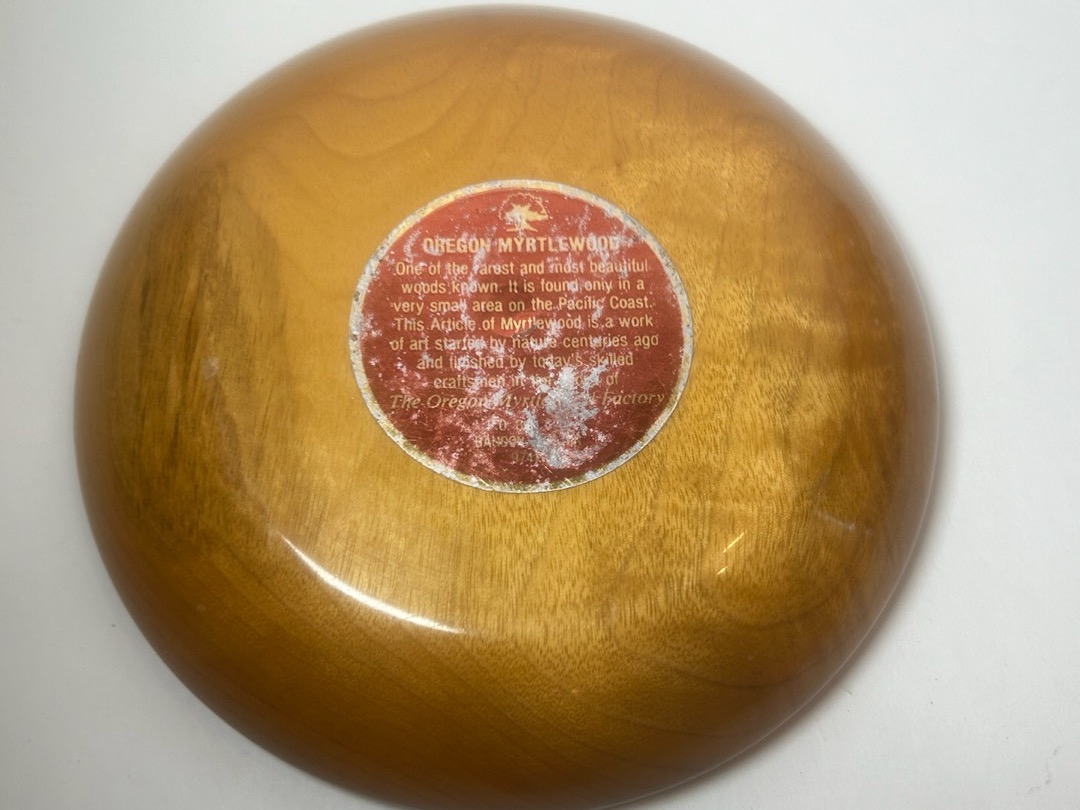 OREGON MYRTLEWOOD
One of the rarest and most beautiful
woods known. It is found only in a
very small area on the Pacific Coast.
This Article of Myrtlewood is a work
of art started by nature centuries ago
and finished by today's skilled
craftsmen in the of
The Oregon Factory